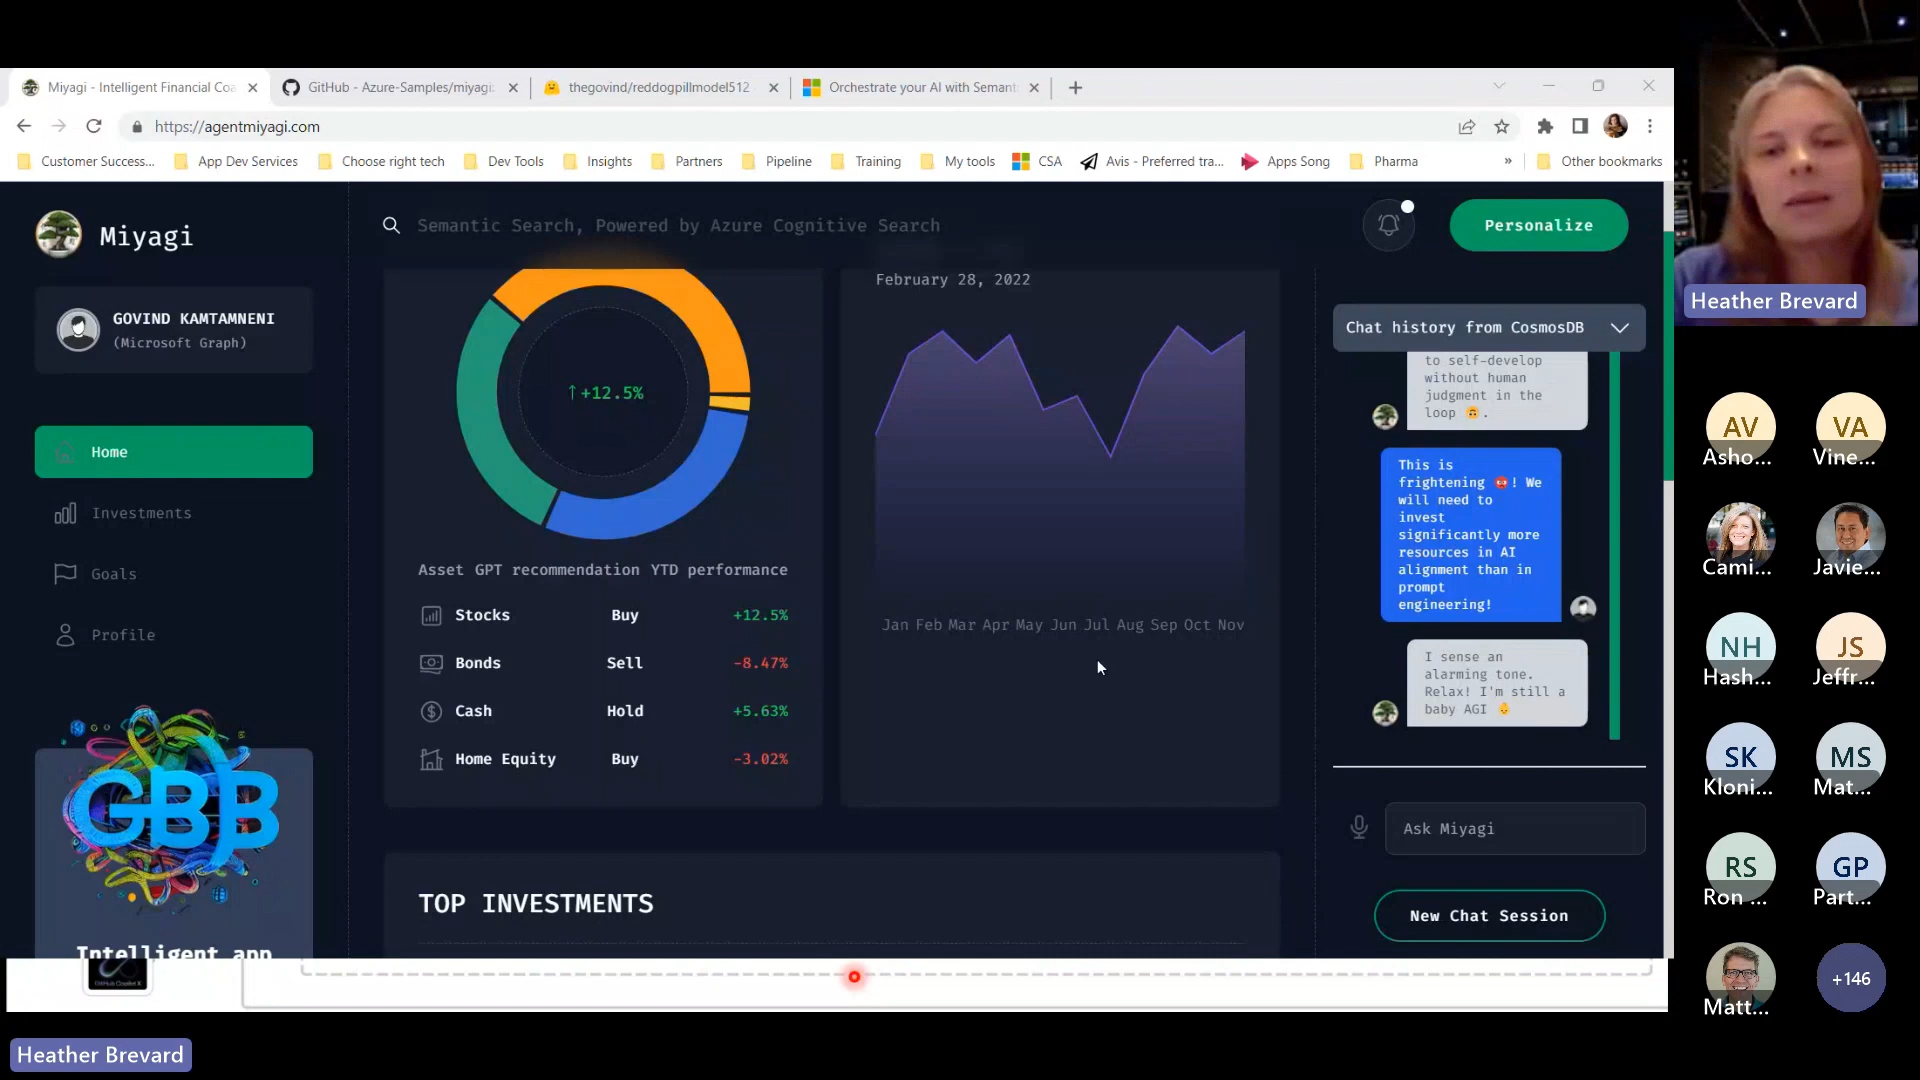 Miyagi - Intelligent Financial Coa
GitHub - Azure-Samples/miyagi:
thegovind/reddogpillmodel512
Orchestrate your AI with Semant
https://agentmiyagi.com
Customer Success...
App Dev Services
Choose right tech
Dev Tools
Insights
Partners
Pipeline
Training
My tools
CSA
Avis - Preferred tra...
Apps Song
Pharma
»
Other bookmarks
Miyagi
Semantic Search, Powered by Azure Cognitive Search
Personalize
GOVIND KAMTAMNENI
(Microsoft Graph)
Home
Investments
Goals
Profile
GBB
Intelligent app
↑+12.5%
Asset GPT recommendation YTD performance
Stocks Buy +12.5%
Bonds Sell -8.47%
Cash Hold +5.63%
Home Equity Buy -3.02%
February 28, 2022
Jan Feb Mar Apr May Jun Jul Aug Sep Oct Nov
TOP INVESTMENTS
Chat history from CosmosDB
to self-develop
without human
judgment in the
loop 🙃.
This is
frightening 😡! We
will need to
invest
significantly more
resources in AI
alignment than in
prompt
engineering!
I sense an
alarming tone.
Relax! I'm still a
baby AGI 👶
Ask Miyagi
New Chat Session
GitHub Copilot X
Heather Brevard
AV
Asho...
VA
Vine...
Cami...
Javie...
NH
Hash...
JS
Jeffr...
SK
Kloni...
MS
Mat...
RS
Ron ...
GP
Part...
Matt...
+146
Heather Brevard